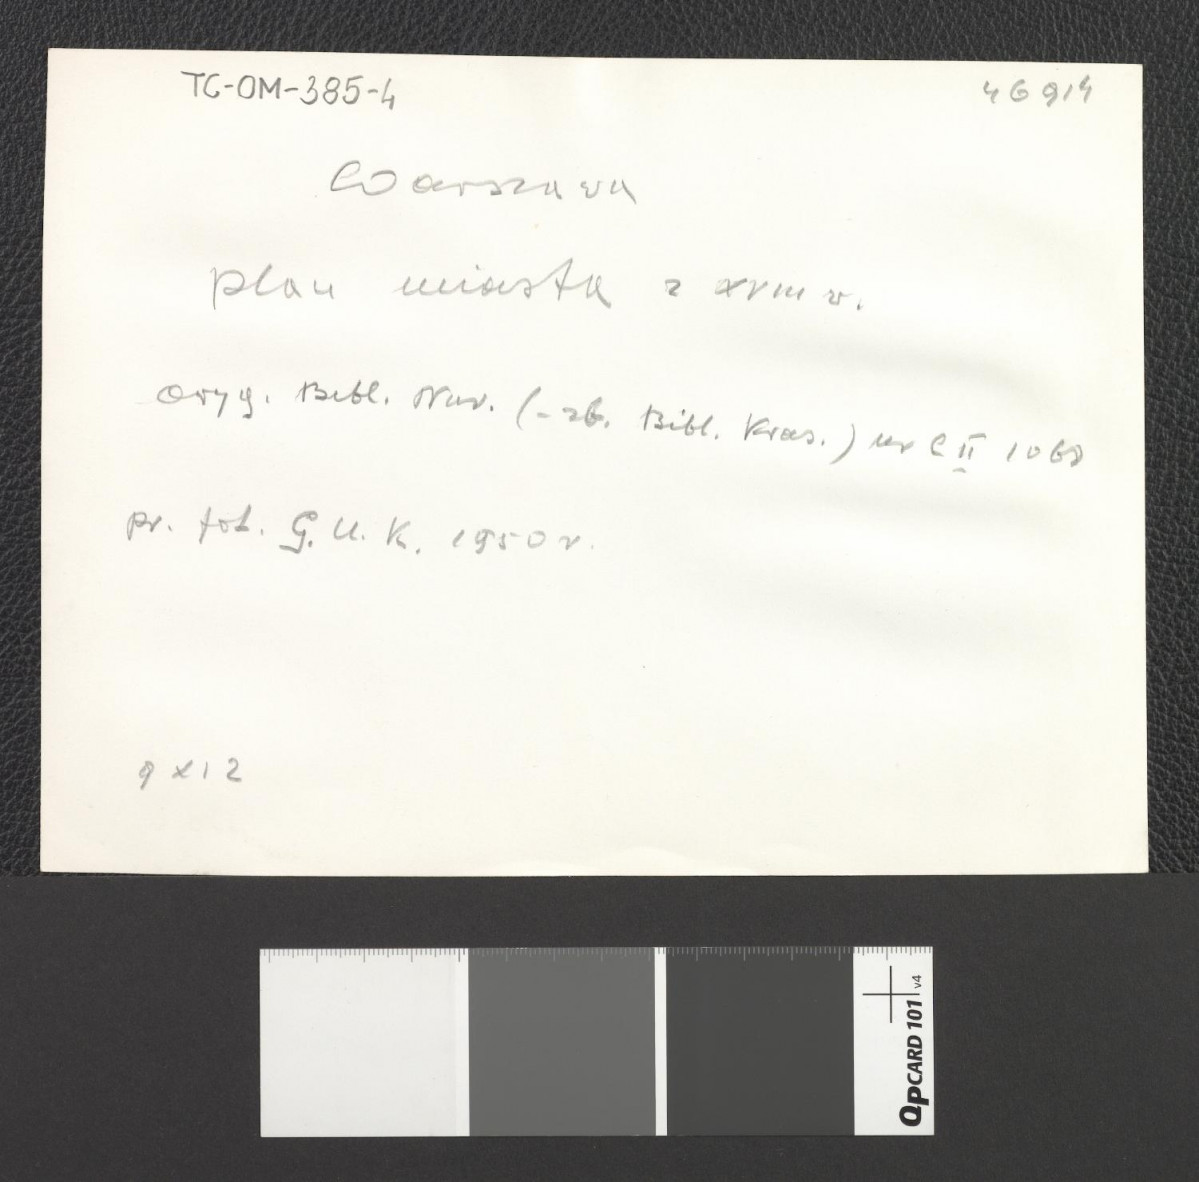 TG-OM-385-4
46914
Warszawa
plan miasta z XVIII w.
oryg. Bibl. Nar. (- zb. Bibl. Kras.) nr C II 1068
pr. fot. G. U. K. 1950 r.
9 x 12
QPCARD 101 v4